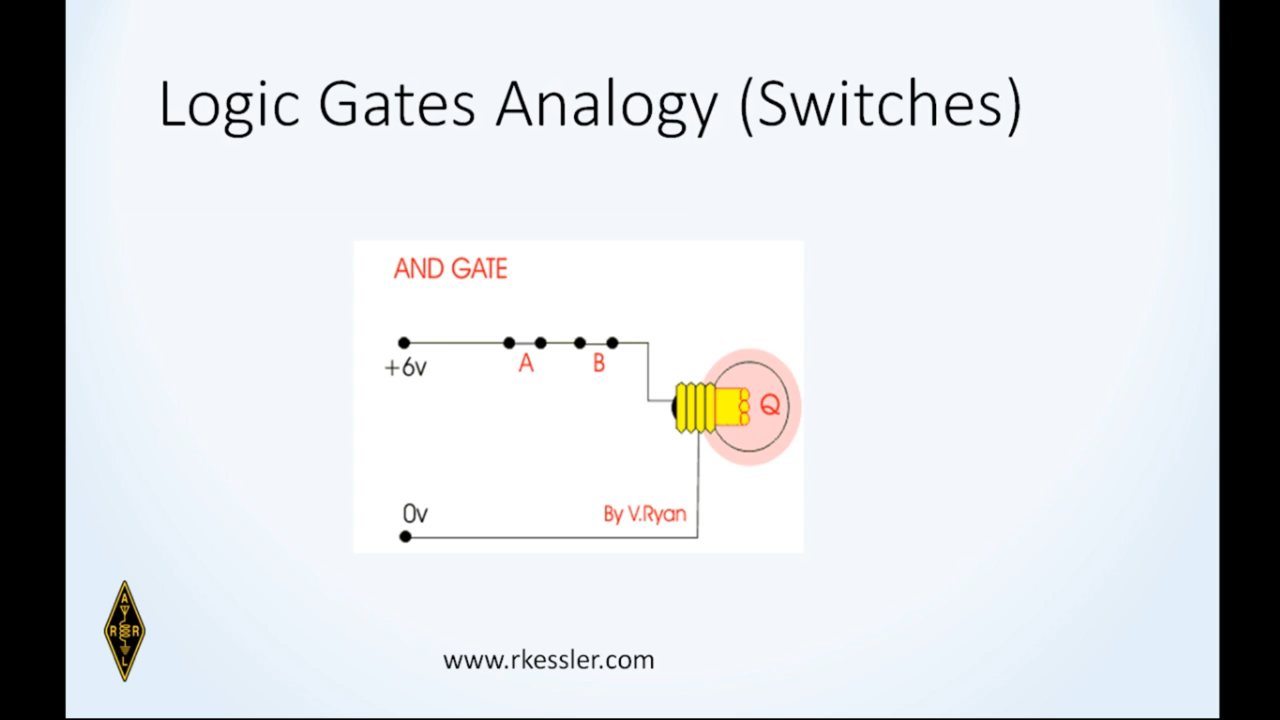 Logic Gates Analogy (Switches)
AND GATE
+6v
A
B
Q
0v
By V.Ryan
A
R R
L
www.rkessler.com